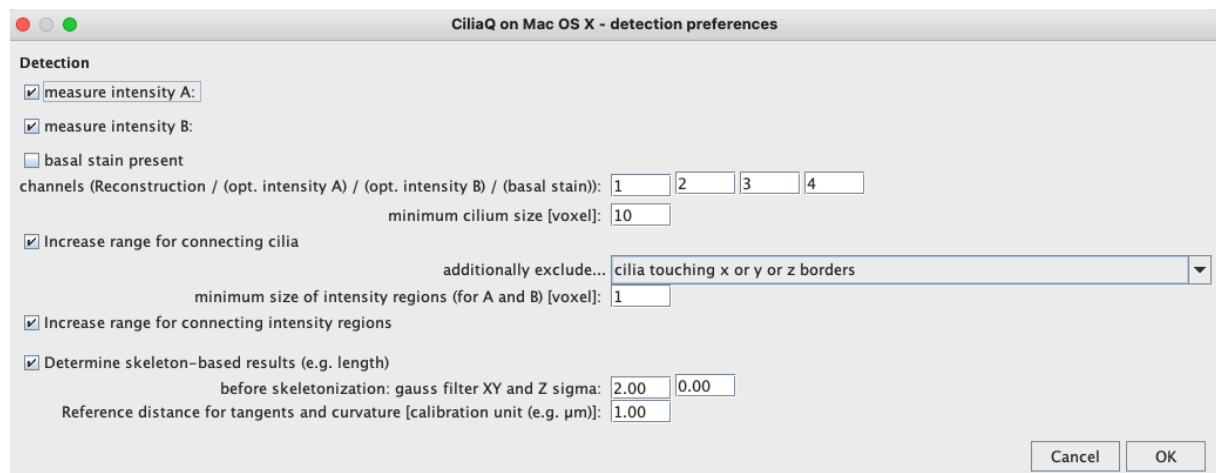 CiliaQ on Mac OS X - detection preferences
Detection
measure intensity A:
measure intensity B:
basal stain present
channels (Reconstruction / (opt. intensity A) / (opt. intensity B) / (basal stain)): 1 2 3 4
minimum cilium size [voxel]: 10
Increase range for connecting cilia
additionally exclude... cilia touching x or y or z borders
minimum size of intensity regions (for A and B) [voxel]: 1
Increase range for connecting intensity regions
Determine skeleton-based results (e.g. length)
before skeletonization: gauss filter XY and Z sigma: 2.00 0.00
Reference distance for tangents and curvature [calibration unit (e.g. µm)]: 1.00
Cancel OK